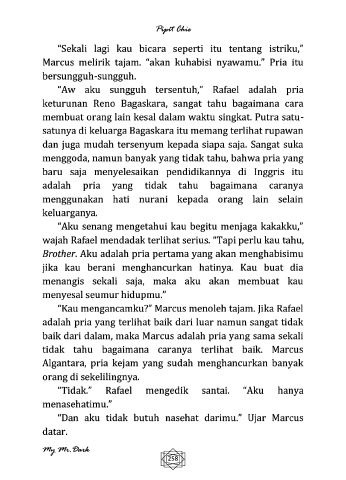 Pipit Chie
“Sekali lagi kau bicara seperti itu tentang istriku,”
Marcus melirik tajam. “akan kuhabisi nyawamu.” Pria itu
bersungguh-sungguh.
“Aw aku sungguh tersentuh,” Rafael adalah pria
keturunan Reno Bagaskara, sangat tahu bagaimana cara
membuat orang lain kesal dalam waktu singkat. Putra satu-
satunya di keluarga Bagaskara itu memang terlihat rupawan
dan juga mudah tersenyum kepada siapa saja. Sangat suka
menggoda, namun banyak yang tidak tahu, bahwa pria yang
baru saja menyelesaikan pendidikannya di Inggris itu
adalah pria yang tidak tahu bagaimana caranya
menggunakan hati nurani kepada orang lain selain
keluarganya.
“Aku senang mengetahui kau begitu menjaga kakakku,”
wajah Rafael mendadak terlihat serius. “Tapi perlu kau tahu,
Brother. Aku adalah pria pertama yang akan menghabisimu
jika kau berani menghancurkan hatinya. Kau buat dia
menangis sekali saja, maka aku akan membuat kau
menyesal seumur hidupmu.”
“Kau mengancamku?” Marcus menoleh tajam. Jika Rafael
adalah pria yang terlihat baik dari luar namun sangat tidak
baik dari dalam, maka Marcus adalah pria yang sama sekali
tidak tahu bagaimana caranya terlihat baik. Marcus
Algantara, pria kejam yang sudah menghancurkan banyak
orang di sekelilingnya.
“Tidak.” Rafael mengedik santai. “Aku hanya
menasehatimu.”
“Dan aku tidak butuh nasehat darimu.” Ujar Marcus
datar.
My Mr. Dark
258